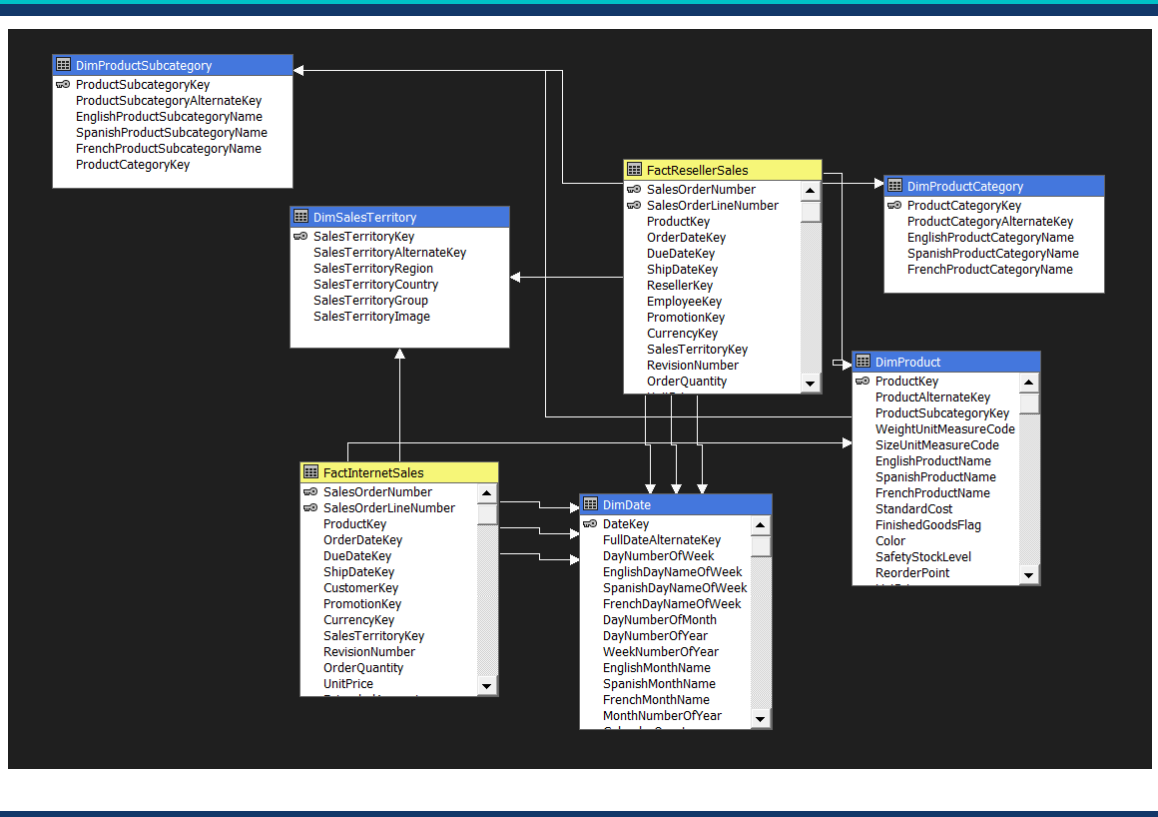 DimProductSubcategory
ProductSubcategoryKey
ProductSubcategoryAlternateKey
EnglishProductSubcategoryName
SpanishProductSubcategoryName
FrenchProductSubcategoryName
ProductCategoryKey
FactResellerSales
SalesOrderNumber
SalesOrderLineNumber
ProductKey
OrderDateKey
DueDateKey
ShipDateKey
ResellerKey
EmployeeKey
PromotionKey
CurrencyKey
SalesTerritoryKey
RevisionNumber
OrderQuantity
DimProductCategory
ProductCategoryKey
ProductCategoryAlternateKey
EnglishProductCategoryName
SpanishProductCategoryName
FrenchProductCategoryName
DimSalesTerritory
SalesTerritoryKey
SalesTerritoryAlternateKey
SalesTerritoryRegion
SalesTerritoryCountry
SalesTerritoryGroup
SalesTerritoryImage
DimProduct
ProductKey
ProductAlternateKey
ProductSubcategoryKey
WeightUnitMeasureCode
SizeUnitMeasureCode
EnglishProductName
SpanishProductName
FrenchProductName
StandardCost
FinishedGoodsFlag
Color
SafetyStockLevel
ReorderPoint
FactInternetSales
SalesOrderNumber
SalesOrderLineNumber
ProductKey
OrderDateKey
DueDateKey
ShipDateKey
CustomerKey
PromotionKey
CurrencyKey
SalesTerritoryKey
RevisionNumber
OrderQuantity
UnitPrice
DimDate
DateKey
FullDateAlternateKey
DayNumberOfWeek
EnglishDayNameOfWeek
SpanishDayNameOfWeek
FrenchDayNameOfWeek
DayNumberOfMonth
DayNumberOfYear
WeekNumberOfYear
EnglishMonthName
SpanishMonthName
FrenchMonthName
MonthNumberOfYear